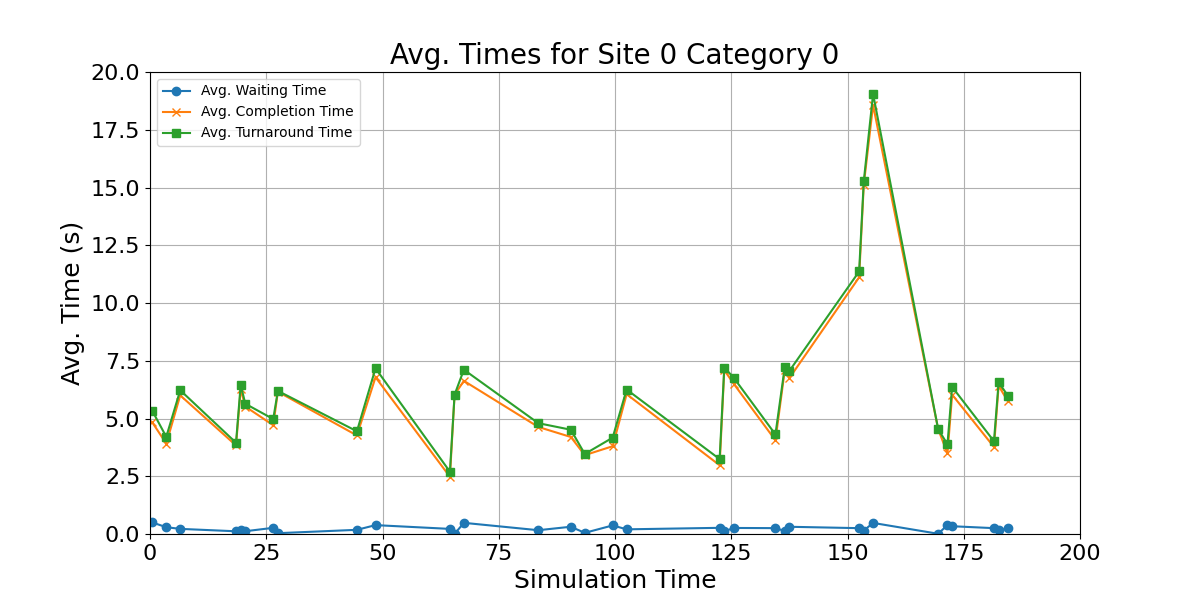 Avg. Times for Site 0 Category 0
Avg. Time (s)
20.0
17.5
15.0
12.5
10.0
7.5
5.0
2.5
0.0
Avg. Waiting Time
Avg. Completion Time
Avg. Turnaround Time
0 25 50 75 100 125 150 175 200
Simulation Time